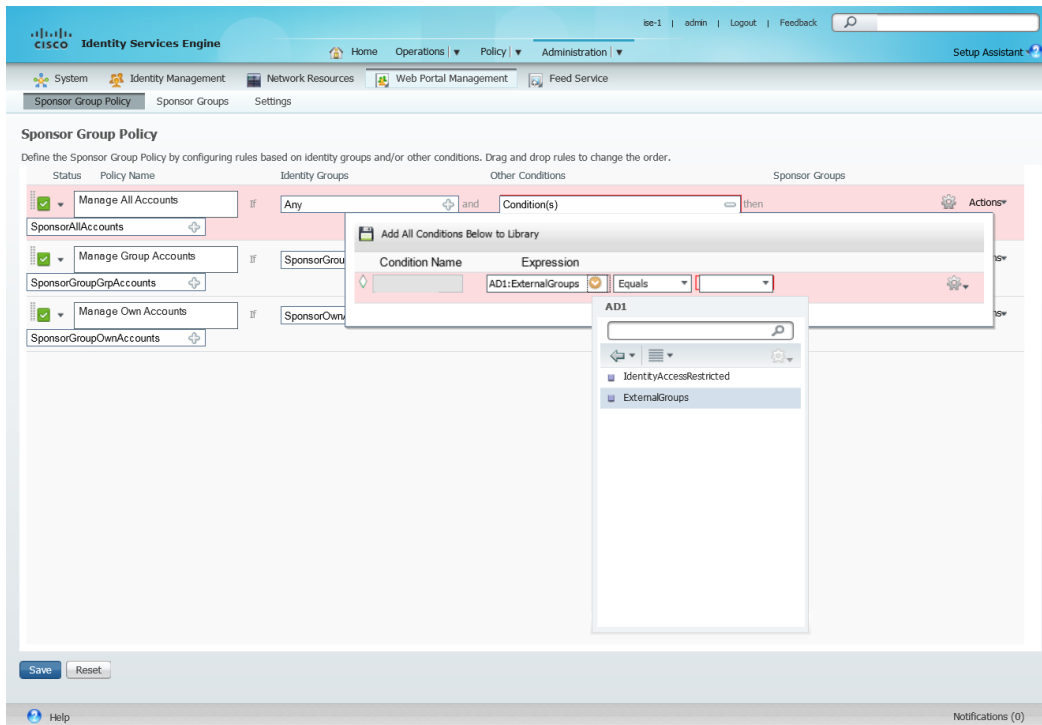 ise-1 | admin | Logout | Feedback
CISCO Identity Services Engine
Home Operations | Policy | Administration |
Setup Assistant
System Identity Management Network Resources Web Portal Management Feed Service
Sponsor Group Policy Sponsor Groups Settings
Sponsor Group Policy
Define the Sponsor Group Policy by configuring rules based on identity groups and/or other conditions. Drag and drop rules to change the order.
Status Policy Name Identity Groups Other Conditions Sponsor Groups
Manage All Accounts If Any and Condition(s) then Actions
SponsorAllAccounts
Add All Conditions Below to Library
Manage Group Accounts If SponsorGrou
Condition Name Expression
SponsorGroupGrpAccounts
AD1:ExternalGroups Equals
Manage Own Accounts If SponsorOwn
SponsorGroupOwnAccounts
AD1
IdentityAccessRestricted
ExternalGroups
Save Reset
Help Notifications (0)